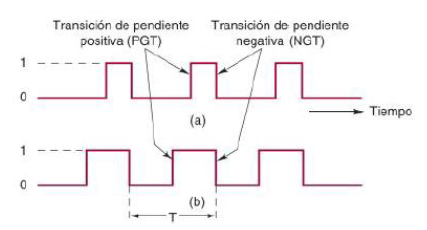 Transición de pendiente
positiva (PGT)
Transición de pendiente
negativa (NGT)
1
0
Tiempo
(a)
1
0
(b)
T